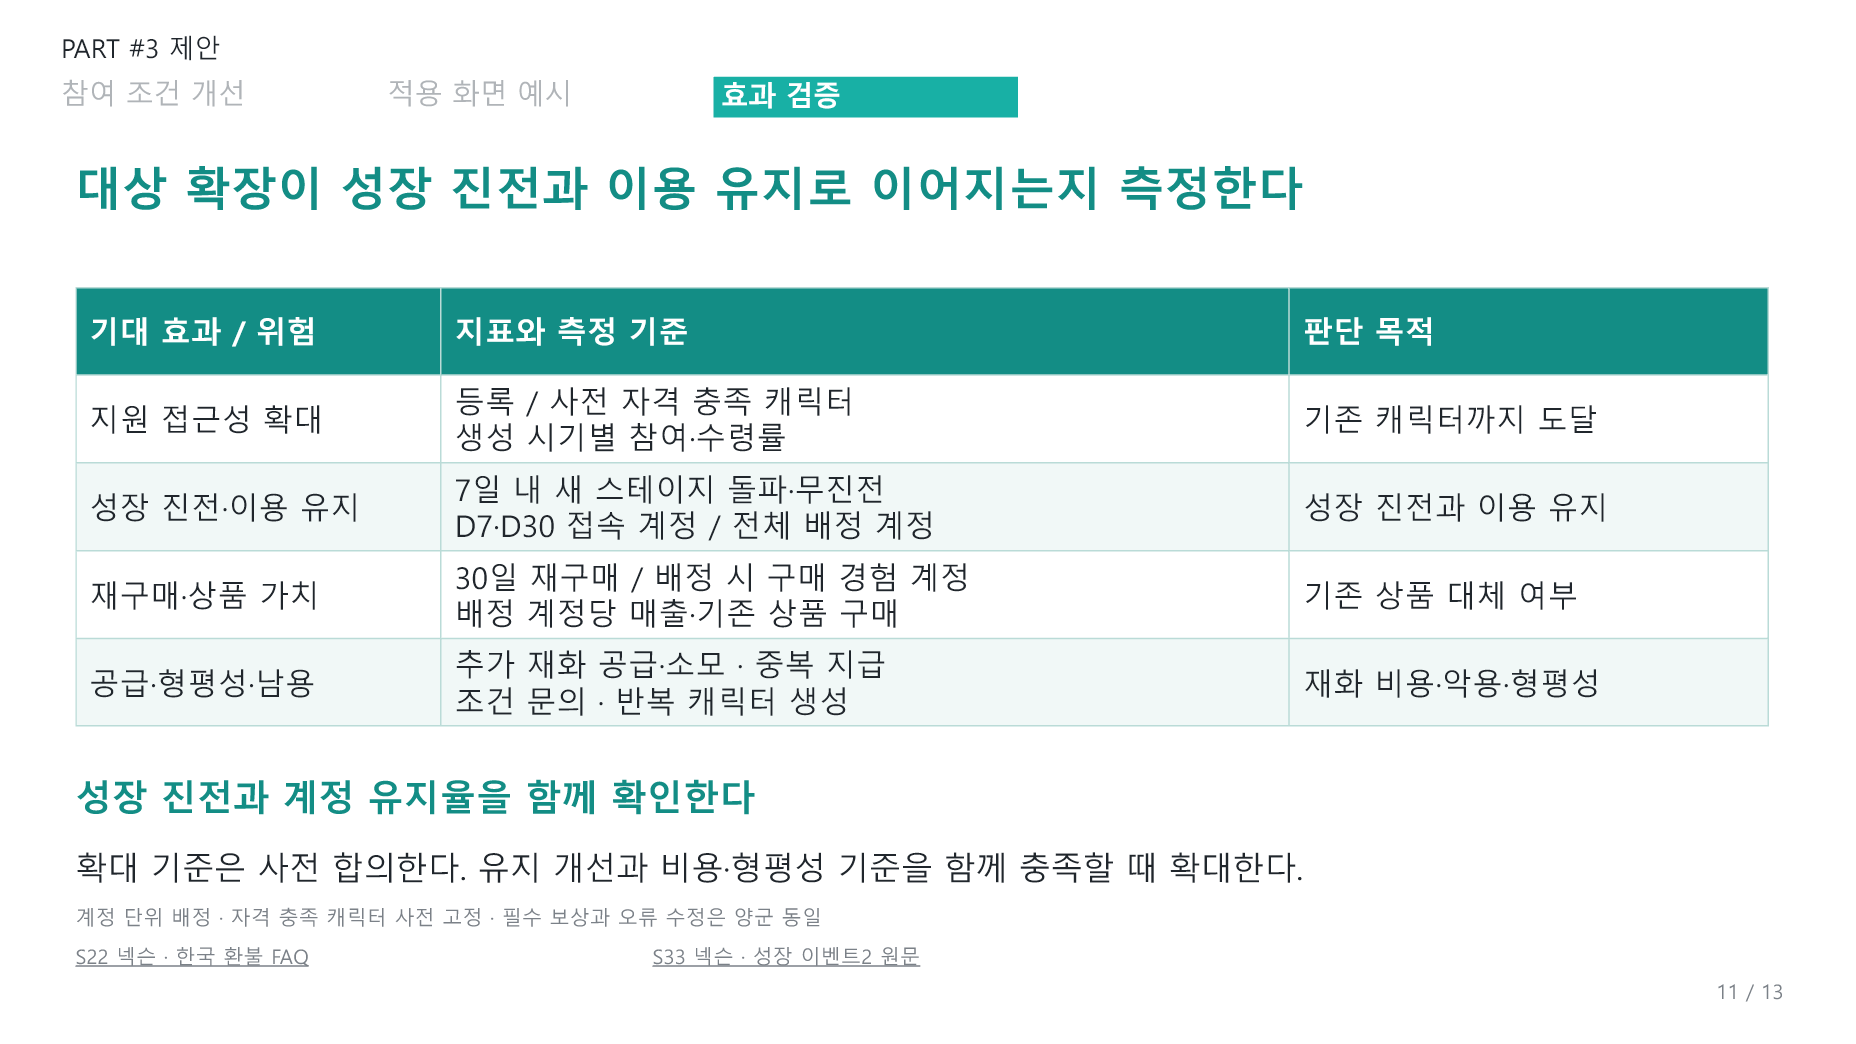 PART #3 제안
참여 조건 개선
적용 화면 예시
효과 검증
대상 확장이 성장 진전과 이용 유지로 이어지는지 측정한다
기대 효과 / 위험
지표와 측정 기준
판단 목적
지원 접근성 확대
등록 / 사전 자격 충족 캐릭터
생성 시기별 참여·수령률
기존 캐릭터까지 도달
성장 진전·이용 유지
7일 내 새 스테이지 돌파·무진전
D7·D30 접속 계정 / 전체 배정 계정
성장 진전과 이용 유지
재구매·상품 가치
30일 재구매 / 배정 시 구매 경험 계정
배정 계정당 매출·기존 상품 구매
기존 상품 대체 여부
공급·형평성·남용
추가 재화 공급·소모 · 중복 지급
조건 문의 · 반복 캐릭터 생성
재화 비용·악용·형평성
성장 진전과 계정 유지율을 함께 확인한다
확대 기준은 사전 합의한다. 유지 개선과 비용·형평성 기준을 함께 충족할 때 확대한다.
계정 단위 배정 · 자격 충족 캐릭터 사전 고정 · 필수 보상과 오류 수정은 양군 동일
S22 넥슨 · 한국 환불 FAQ
S33 넥슨 · 성장 이벤트2 원문
11 / 13